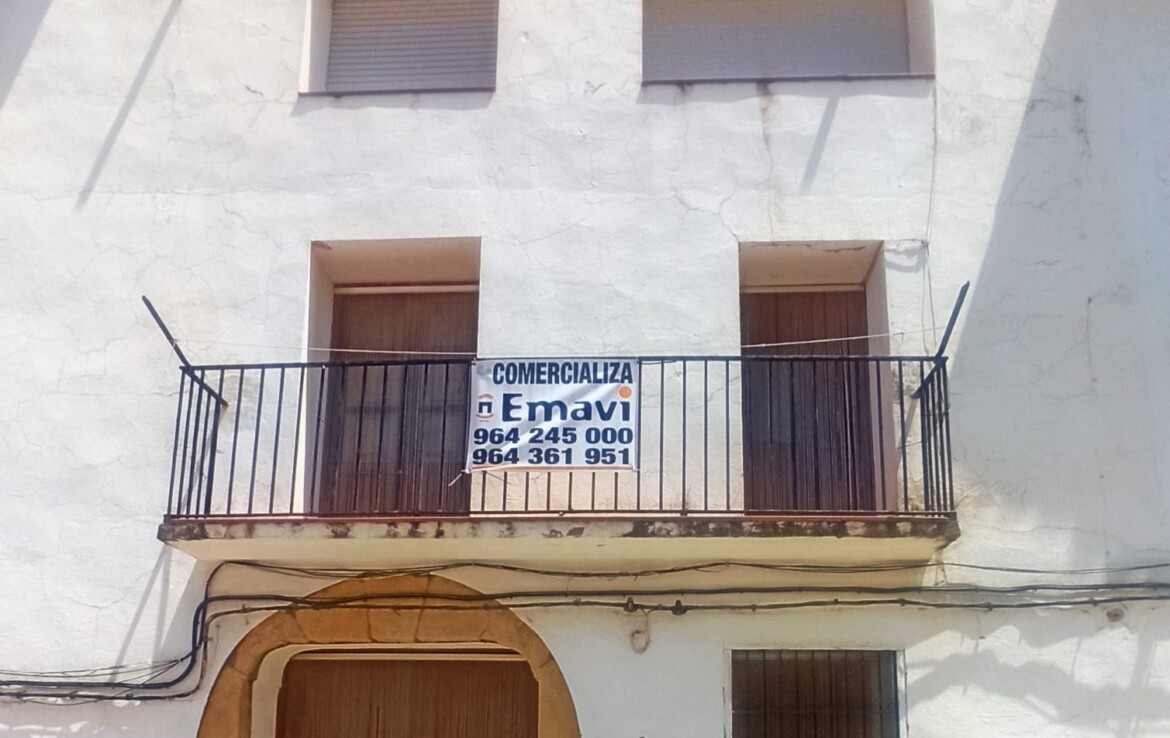 COMERCIALIZA
Emavi
964 245 000
964 361 951